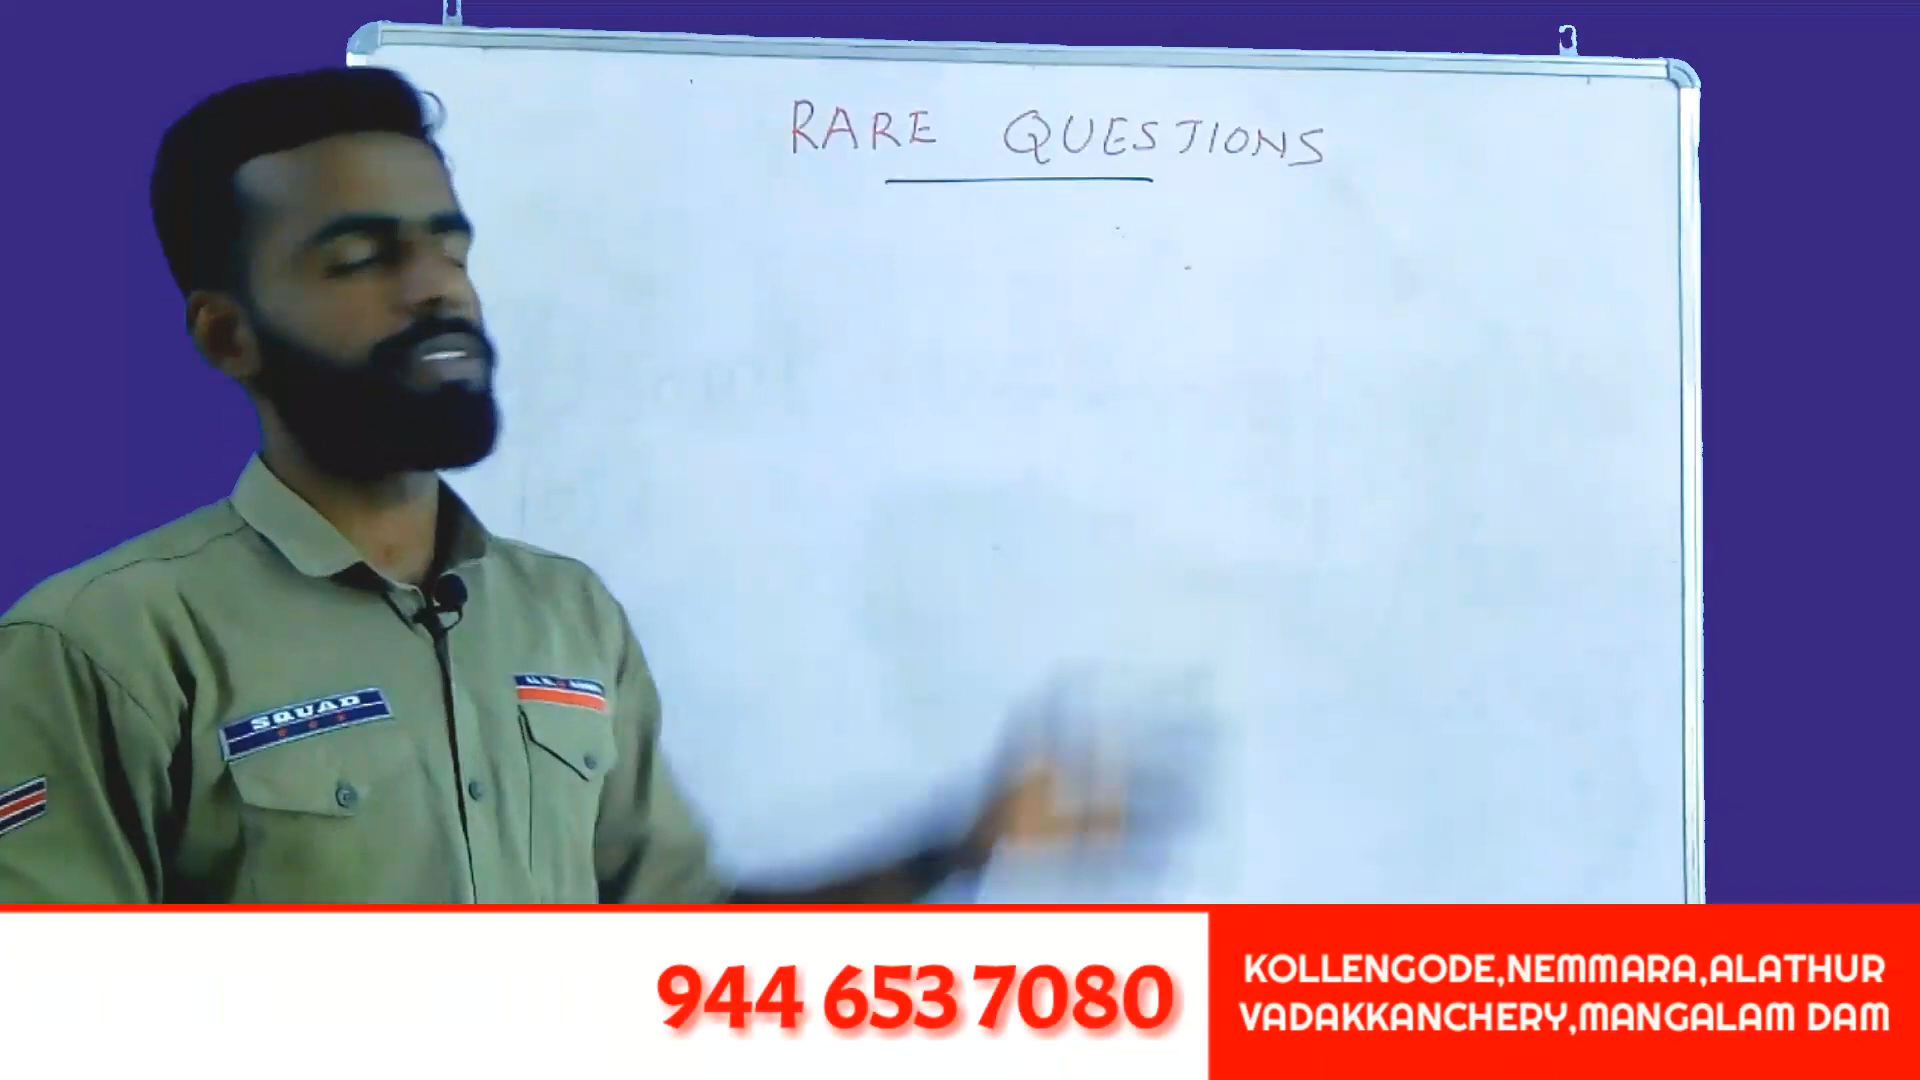 RARE QUESTIONS
SQUAD
944 653 7080
KOLLENGODE,NEMMARA,ALATHUR
VADAKKANCHERY,MANGALAM DAM